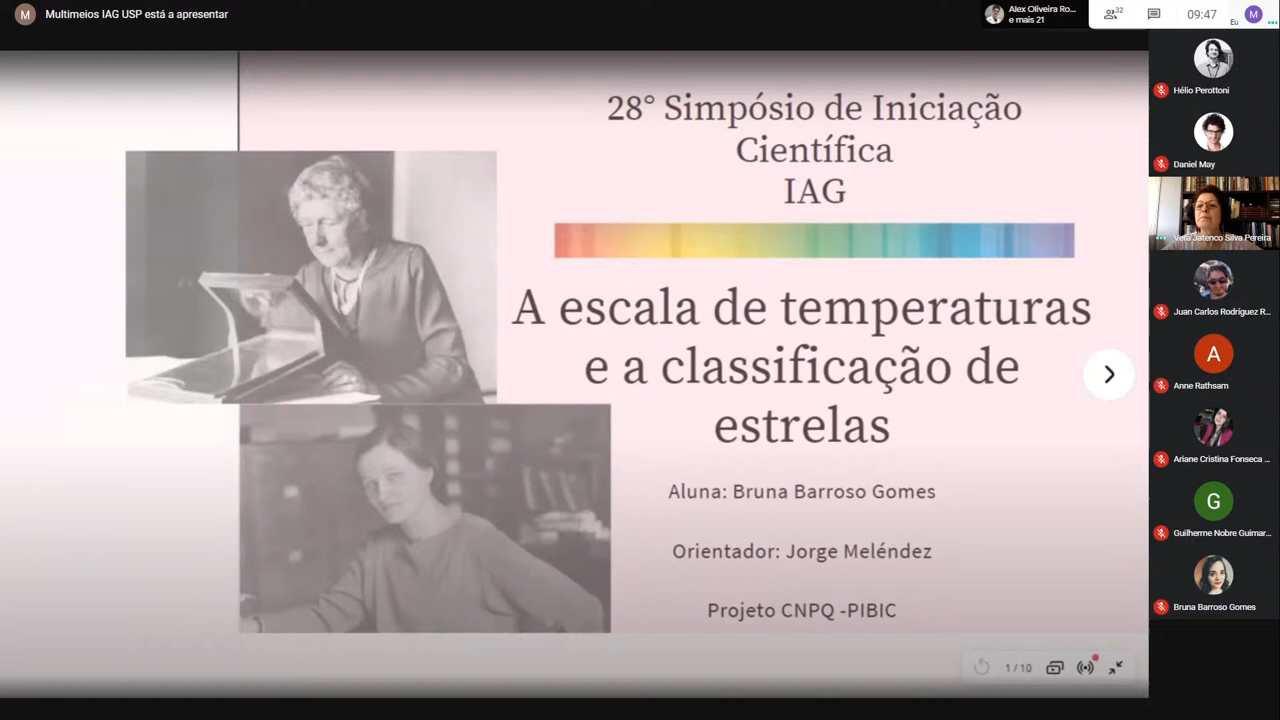 M
Multimeios IAG USP está a apresentar
Alex Oliveira Ro...
e mais 21
32
09:47
Eu
M
28° Simpósio de Iniciação
Científica
IAG
A escala de temperaturas
e a classificação de
estrelas
Aluna: Bruna Barroso Gomes
Orientador: Jorge Meléndez
Projeto CNPQ -PIBIC
1/10
Hélio Perottoni
Daniel May
Vera Jatenco Silva Pereira
Juan Carlos Rodríguez R...
A
Anne Rathsam
Ariane Cristina Fonseca ...
G
Guilherme Nobre Guimar...
Bruna Barroso Gomes